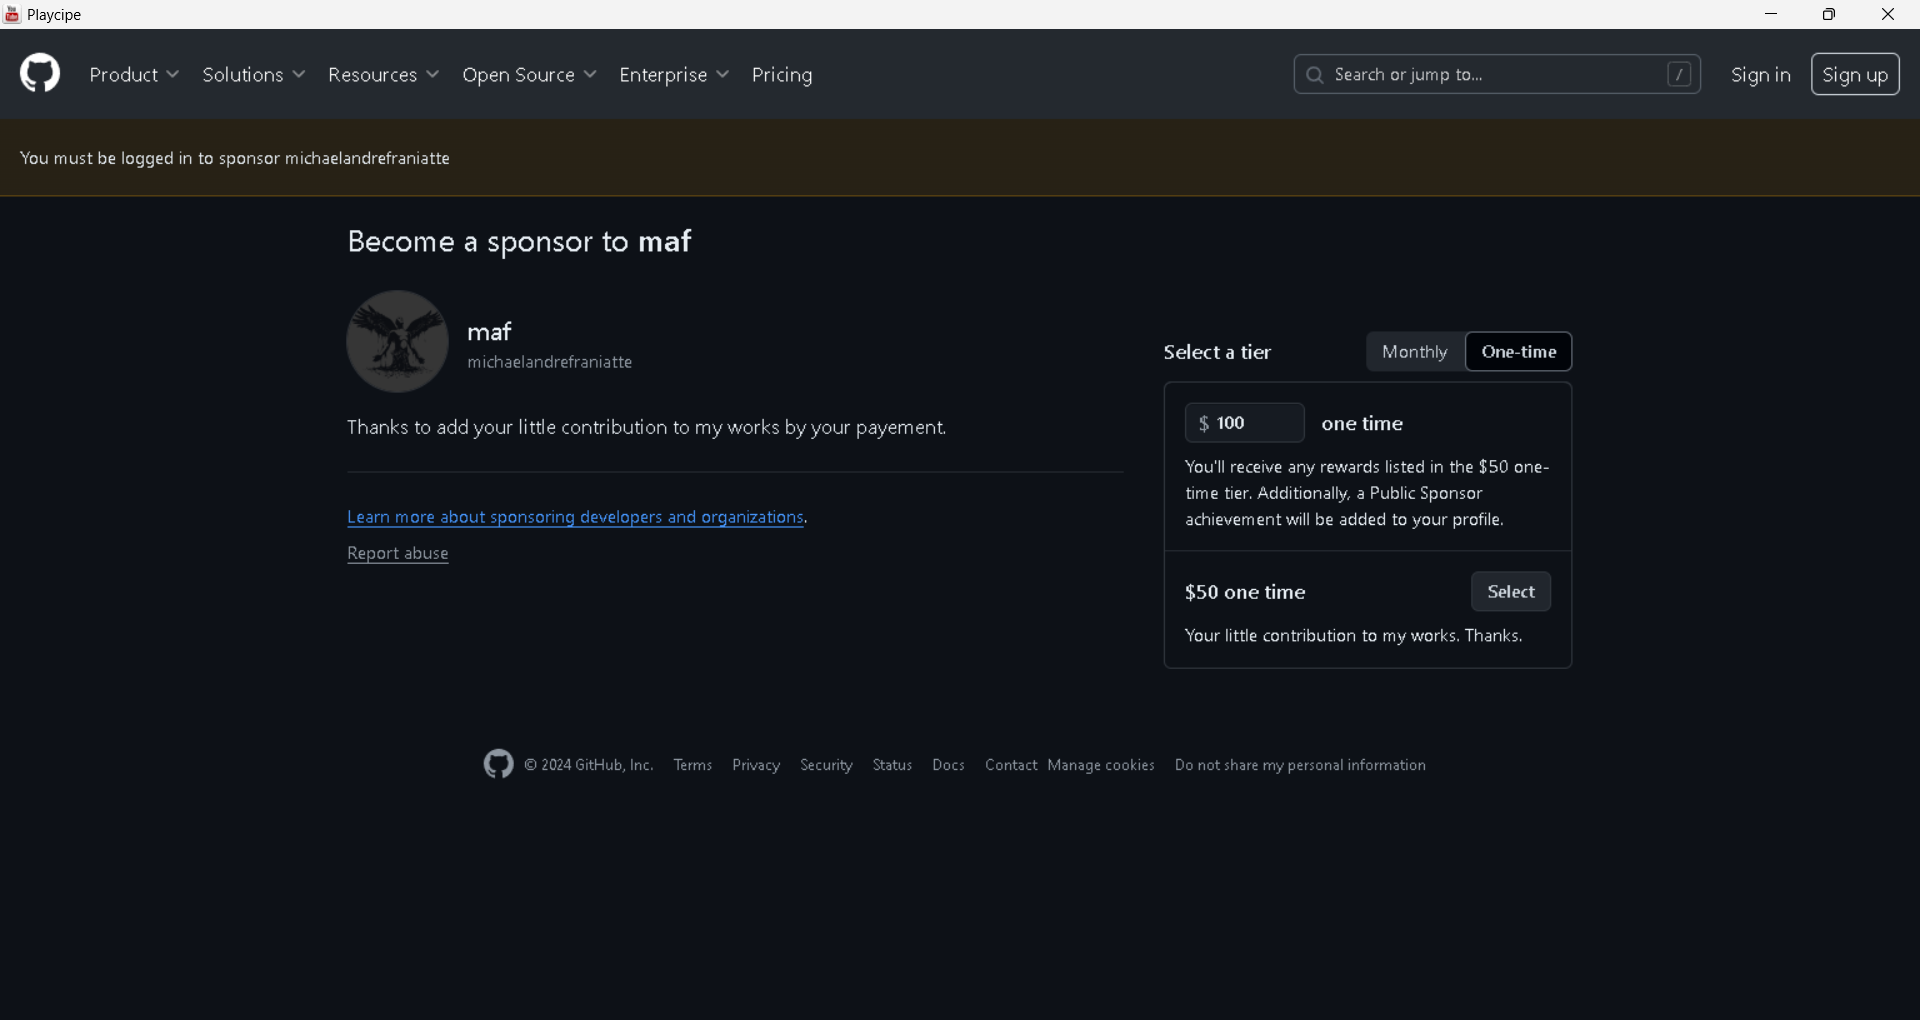 Playcipe
Product Solutions Resources Open Source Enterprise Pricing Search or jump to... / Sign in Sign up
You must be logged in to sponsor michaelandrefraniatte
Become a sponsor to maf
maf
michaelandrefraniatte
Thanks to add your little contribution to my works by your payement.
Learn more about sponsoring developers and organizations.
Report abuse
Select a tier Monthly One-time
$ 100 one time
You'll receive any rewards listed in the $50 one-
time tier. Additionally, a Public Sponsor
achievement will be added to your profile.
$50 one time Select
Your little contribution to my works. Thanks.
© 2024 GitHub, Inc. Terms Privacy Security Status Docs Contact Manage cookies Do not share my personal information